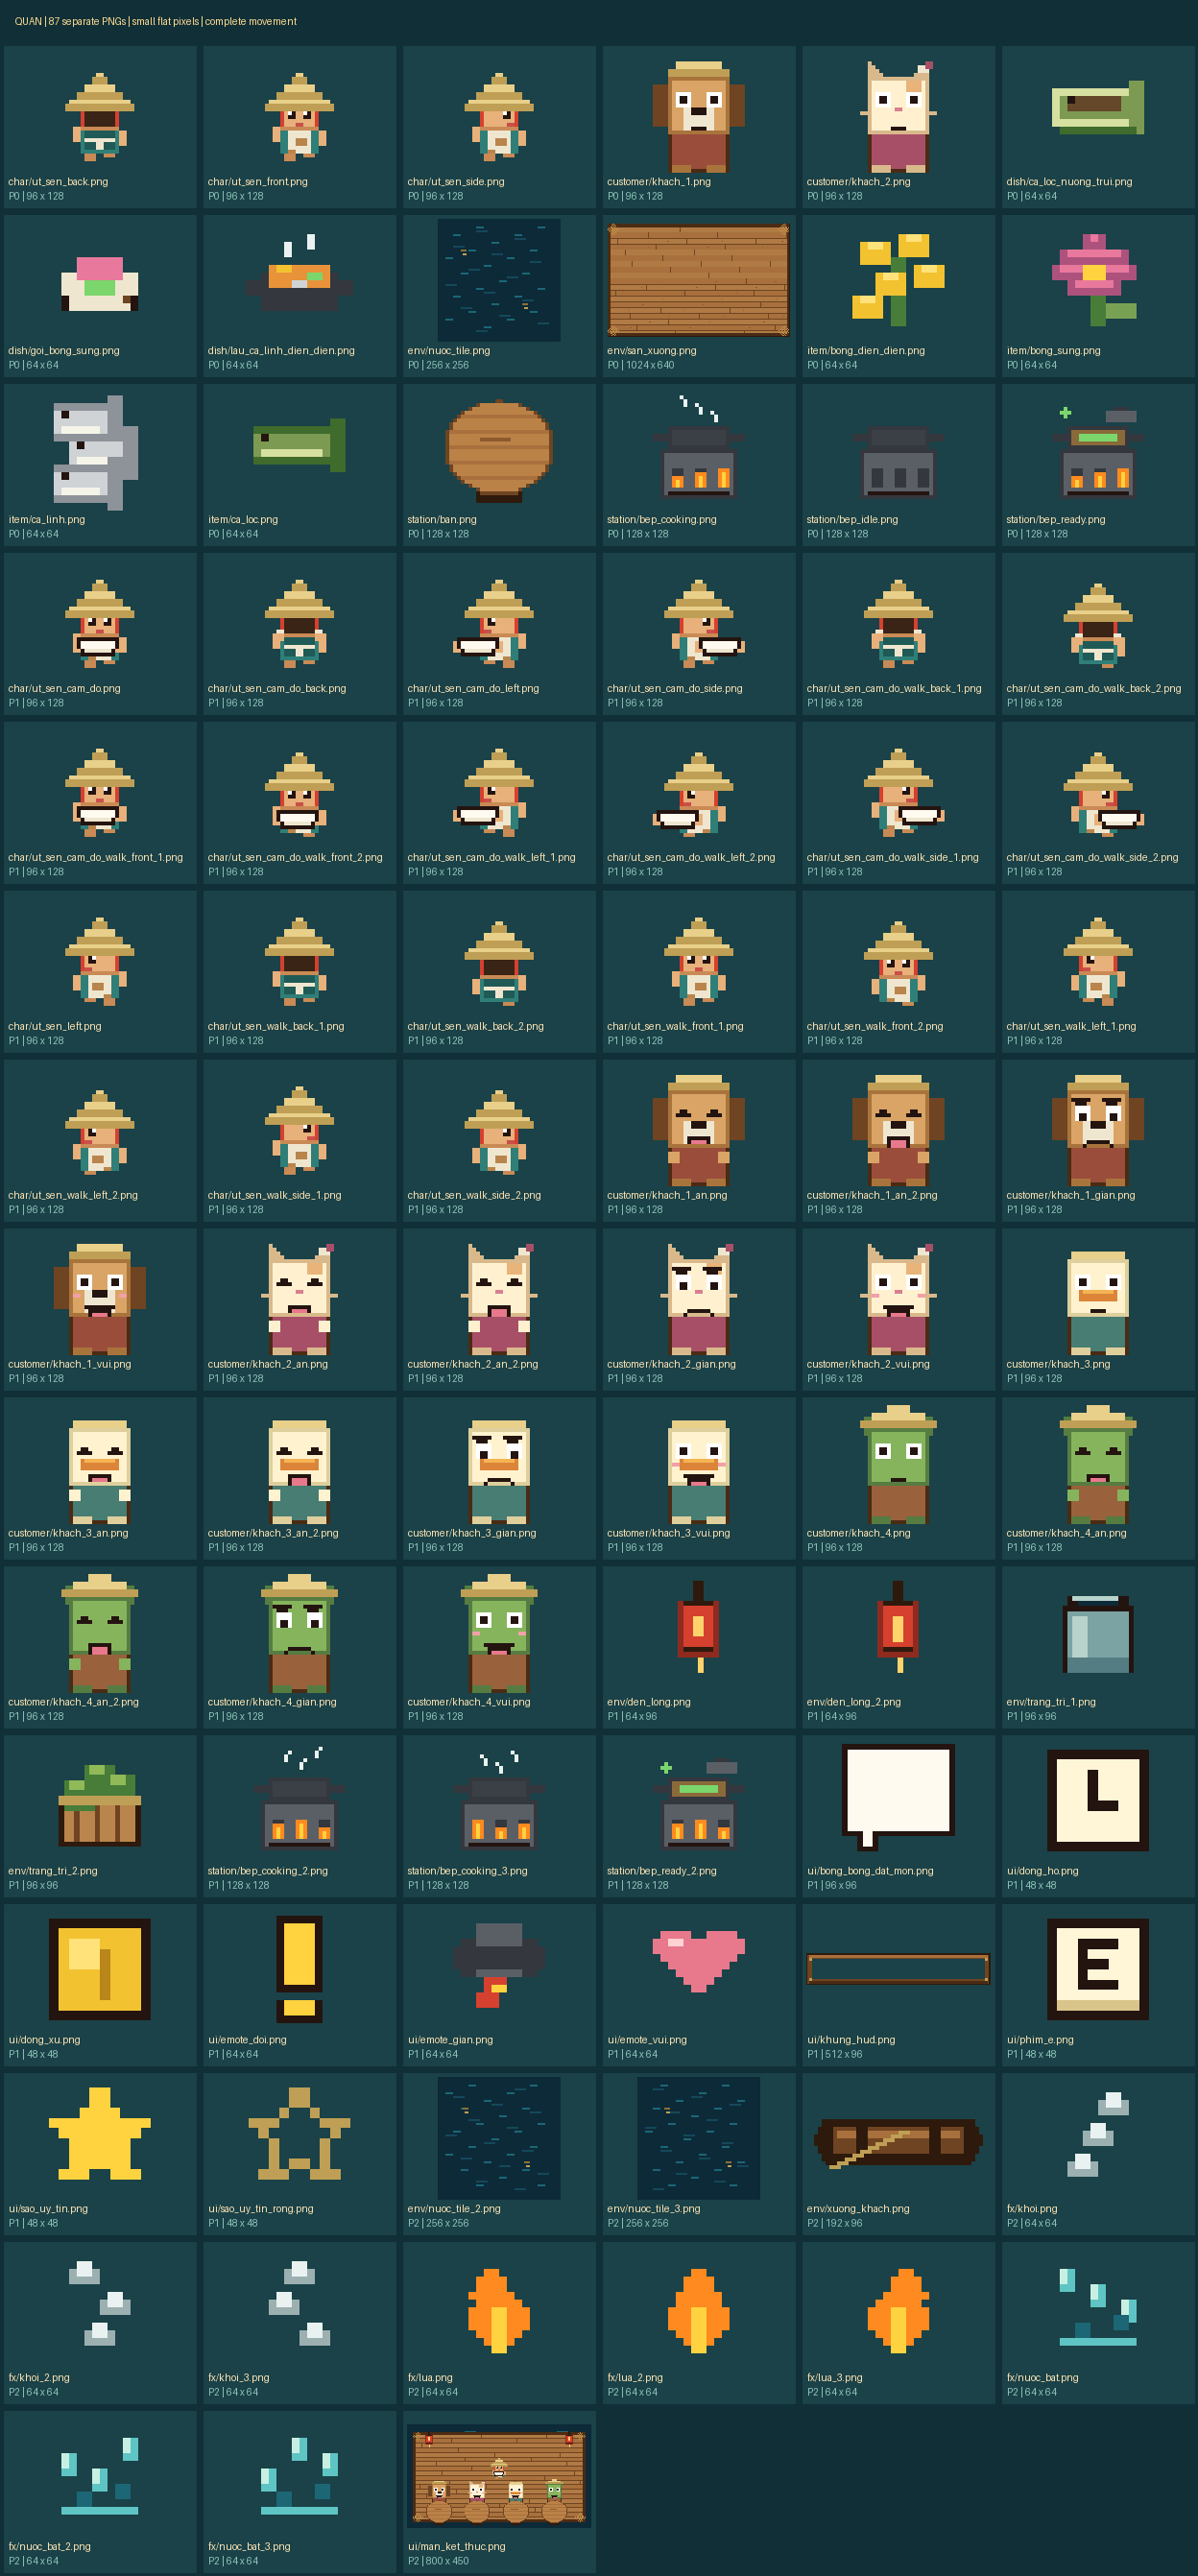 QUAN | 87 separate PNGs | small flat pixels | complete movement
char/ut_sen_back.png
P0 | 96 x 128
char/ut_sen_front.png
P0 | 96 x 128
char/ut_sen_side.png
P0 | 96 x 128
customer/khach_1.png
P0 | 96 x 128
customer/khach_2.png
P0 | 96 x 128
dish/ca_loc_nuong_trui.png
P0 | 64 x 64
dish/goi_bong_sung.png
P0 | 64 x 64
dish/lau_ca_linh_dien_dien.png
P0 | 64 x 64
env/nuoc_tile.png
P0 | 256 x 256
env/san_xuong.png
P0 | 1024 x 640
item/bong_dien_dien.png
P0 | 64 x 64
item/bong_sung.png
P0 | 64 x 64
item/ca_linh.png
P0 | 64 x 64
item/ca_loc.png
P0 | 64 x 64
station/ban.png
P0 | 128 x 128
station/bep_cooking.png
P0 | 128 x 128
station/bep_idle.png
P0 | 128 x 128
station/bep_ready.png
P0 | 128 x 128
char/ut_sen_cam_do.png
P1 | 96 x 128
char/ut_sen_cam_do_back.png
P1 | 96 x 128
char/ut_sen_cam_do_left.png
P1 | 96 x 128
char/ut_sen_cam_do_side.png
P1 | 96 x 128
char/ut_sen_cam_do_walk_back_1.png
P1 | 96 x 128
char/ut_sen_cam_do_walk_back_2.png
P1 | 96 x 128
char/ut_sen_cam_do_walk_front_1.png
P1 | 96 x 128
char/ut_sen_cam_do_walk_front_2.png
P1 | 96 x 128
char/ut_sen_cam_do_walk_left_1.png
P1 | 96 x 128
char/ut_sen_cam_do_walk_left_2.png
P1 | 96 x 128
char/ut_sen_cam_do_walk_side_1.png
P1 | 96 x 128
char/ut_sen_cam_do_walk_side_2.png
P1 | 96 x 128
char/ut_sen_left.png
P1 | 96 x 128
char/ut_sen_walk_back_1.png
P1 | 96 x 128
char/ut_sen_walk_back_2.png
P1 | 96 x 128
char/ut_sen_walk_front_1.png
P1 | 96 x 128
char/ut_sen_walk_front_2.png
P1 | 96 x 128
char/ut_sen_walk_left_1.png
P1 | 96 x 128
char/ut_sen_walk_left_2.png
P1 | 96 x 128
char/ut_sen_walk_side_1.png
P1 | 96 x 128
char/ut_sen_walk_side_2.png
P1 | 96 x 128
customer/khach_1_an.png
P1 | 96 x 128
customer/khach_1_an_2.png
P1 | 96 x 128
customer/khach_1_gian.png
P1 | 96 x 128
customer/khach_1_vui.png
P1 | 96 x 128
customer/khach_2_an.png
P1 | 96 x 128
customer/khach_2_an_2.png
P1 | 96 x 128
customer/khach_2_gian.png
P1 | 96 x 128
customer/khach_2_vui.png
P1 | 96 x 128
customer/khach_3.png
P1 | 96 x 128
customer/khach_3_an.png
P1 | 96 x 128
customer/khach_3_an_2.png
P1 | 96 x 128
customer/khach_3_gian.png
P1 | 96 x 128
customer/khach_3_vui.png
P1 | 96 x 128
customer/khach_4.png
P1 | 96 x 128
customer/khach_4_an.png
P1 | 96 x 128
customer/khach_4_an_2.png
P1 | 96 x 128
customer/khach_4_gian.png
P1 | 96 x 128
customer/khach_4_vui.png
P1 | 96 x 128
env/den_long.png
P1 | 64 x 96
env/den_long_2.png
P1 | 64 x 96
env/trang_tri_1.png
P1 | 96 x 96
env/trang_tri_2.png
P1 | 96 x 96
station/bep_cooking_2.png
P1 | 128 x 128
station/bep_cooking_3.png
P1 | 128 x 128
station/bep_ready_2.png
P1 | 128 x 128
ui/bong_bong_dat_mon.png
P1 | 96 x 96
ui/dong_ho.png
P1 | 48 x 48
ui/dong_xu.png
P1 | 48 x 48
ui/emote_doi.png
P1 | 64 x 64
ui/emote_gian.png
P1 | 64 x 64
ui/emote_vui.png
P1 | 64 x 64
ui/khung_hud.png
P1 | 512 x 96
E
ui/phim_e.png
P1 | 48 x 48
ui/sao_uy_tin.png
P1 | 48 x 48
ui/sao_uy_tin_rong.png
P1 | 48 x 48
env/nuoc_tile_2.png
P2 | 256 x 256
env/nuoc_tile_3.png
P2 | 256 x 256
env/xuong_khach.png
P2 | 192 x 96
fx/khoi.png
P2 | 64 x 64
fx/khoi_2.png
P2 | 64 x 64
fx/khoi_3.png
P2 | 64 x 64
fx/lua.png
P2 | 64 x 64
fx/lua_2.png
P2 | 64 x 64
fx/lua_3.png
P2 | 64 x 64
fx/nuoc_bat.png
P2 | 64 x 64
fx/nuoc_bat_2.png
P2 | 64 x 64
fx/nuoc_bat_3.png
P2 | 64 x 64
ui/man_ket_thuc.png
P2 | 800 x 450